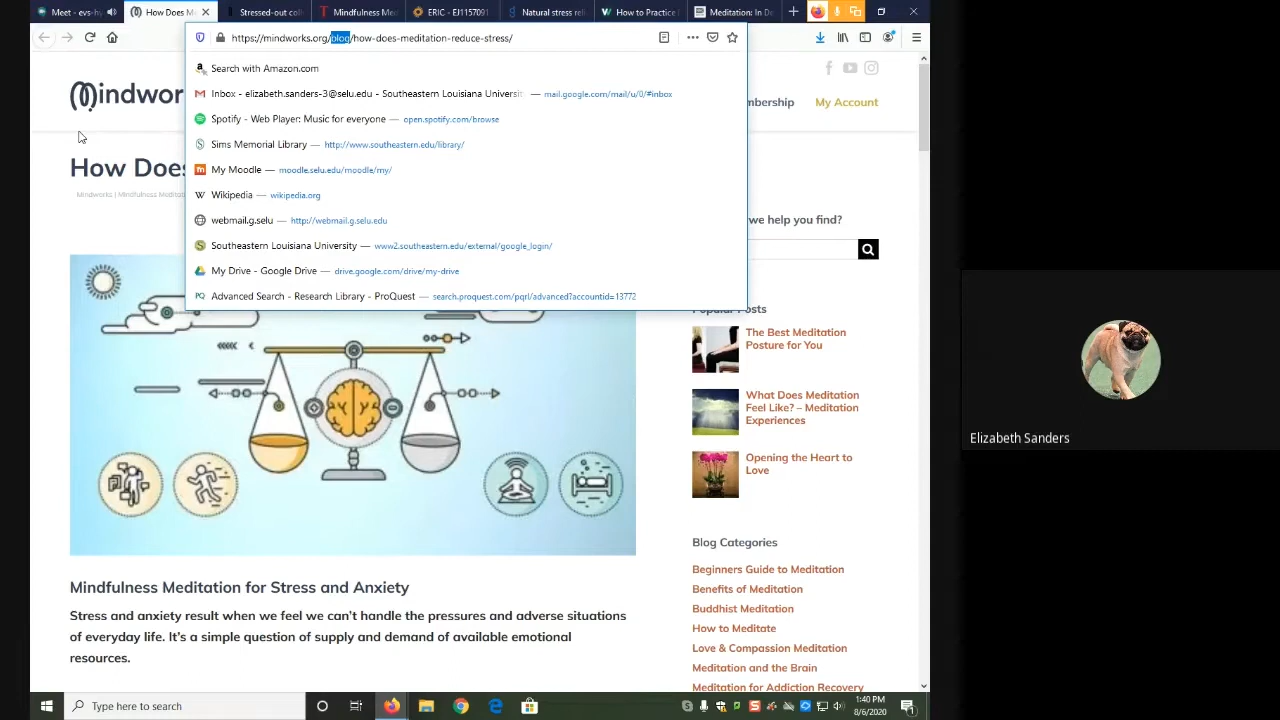 Meet - evs-hy
How Does M
Stressed-out coll
Mindfulness Med
ERIC - EJ1157091
Natural stress reli
How to Practice
Meditation: In De
https://mindworks.org/blog/how-does-meditation-reduce-stress/
Search with Amazon.com
Inbox - elizabeth.sanders-3@selu.edu - Southeastern Louisiana Universit — mail.google.com/mail/u/0/#inbox
Spotify - Web Player: Music for everyone — open.spotify.com/browse
Sims Memorial Library — http://www.southeastern.edu/library/
My Moodle — moodle.selu.edu/moodle/my/
Wikipedia — wikipedia.org
webmail.g.selu — http://webmail.g.selu.edu
Southeastern Louisiana University — www2.southeastern.edu/external/google_login/
My Drive - Google Drive — drive.google.com/drive/my-drive
Advanced Search - Research Library - ProQuest — search.proquest.com/pqrl/advanced?accountid=13772
Mindwor
mbership
My Account
How Does
Mindworks | Mindfulness Meditati
we help you find?
Popular Posts
The Best Meditation
Posture for You
What Does Meditation
Feel Like? – Meditation
Experiences
Opening the Heart to
Love
Blog Categories
Beginners Guide to Meditation
Benefits of Meditation
Buddhist Meditation
How to Meditate
Love & Compassion Meditation
Meditation and the Brain
Meditation for Addiction Recovery
Mindfulness Meditation for Stress and Anxiety
Stress and anxiety result when we feel we can’t handle the pressures and adverse situations
of everyday life. It’s a simple question of supply and demand of available emotional
resources.
Elizabeth Sanders
Type here to search
1:40 PM
8/6/2020